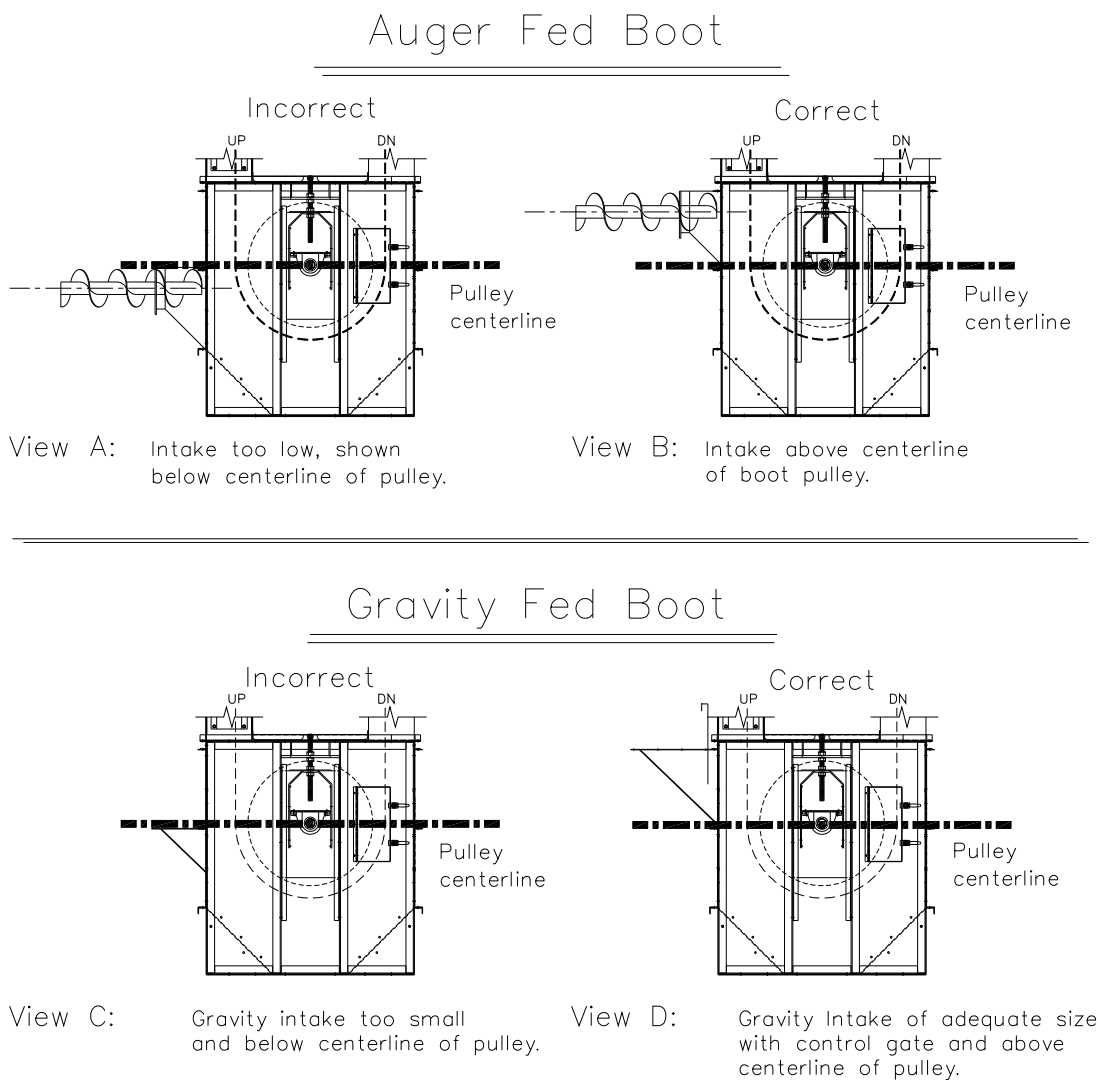 Auger Fed Boot
Incorrect
UP
DN
Pulley
centerline
View A:
Intake too low, shown
below centerline of pulley.
Correct
UP
DN
Pulley
centerline
View B:
Intake above centerline
of boot pulley.
Gravity Fed Boot
Incorrect
UP
DN
Pulley
centerline
View C:
Gravity intake too small
and below centerline of pulley.
Correct
UP
DN
Pulley
centerline
View D:
Gravity Intake of adequate size
with control gate and above
centerline of pulley.